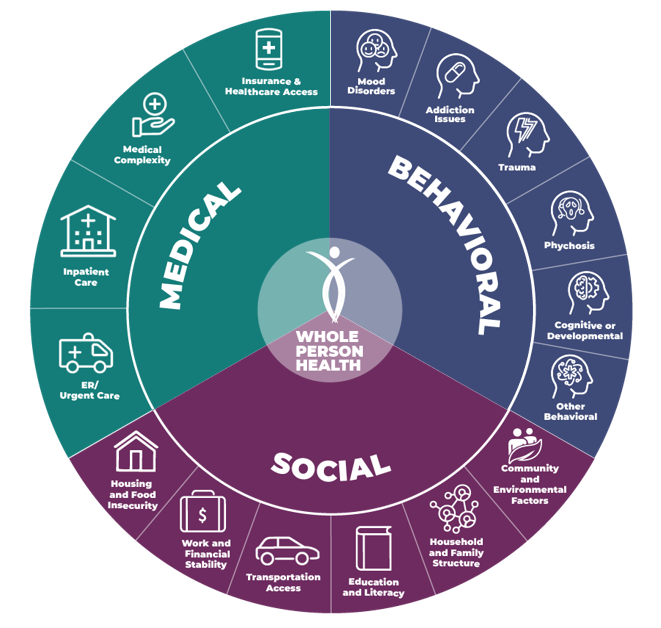 Insurance &
Healthcare Access
Mood
Disorders
Addiction
Issues
Trauma
Phychosis
Cognitive or
Developmental
Other
Behavioral
Community
and
Environmental
Factors
Household
and Family
Structure
Education
and Literacy
Transportation
Access
$
Work and
Financial
Stability
Housing
and Food
Insecurity
ER/
Urgent Care
Inpatient
Care
Medical
Complexity
MEDICAL
BEHAVIORAL
SOCIAL
WHOLE
PERSON
HEALTH